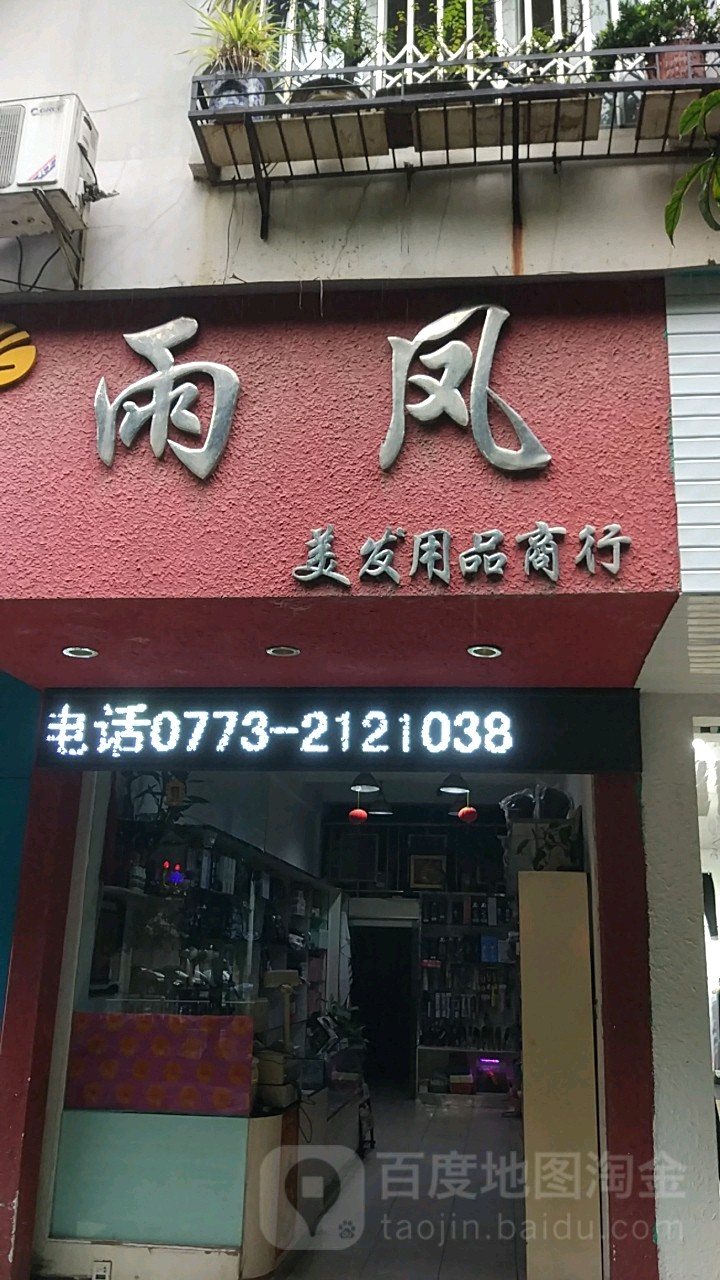 雨凤
美发用品商行
电话0773-2121038
百度地图淘金
taojin.baidu.com